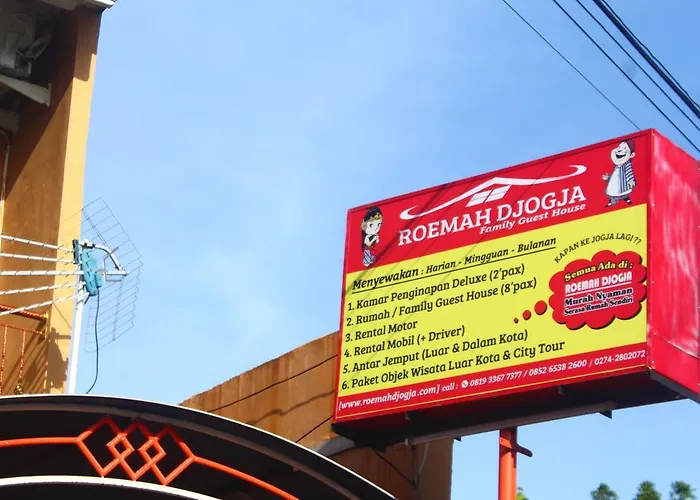 ROEMAH DJOGJA
Family Guest House
Menyewakan : Harian - Mingguan - Bulanan
1. Kamar Penginapan Deluxe (2'pax)
2. Rumah / Family Guest House (8'pax)
3. Rental Motor
4. Rental Mobil (+ Driver)
5. Antar Jemput (Luar & Dalam Kota)
6. Paket Objek Wisata Luar Kota & City Tour
KAPAN KE JOGJA LAGI ??
Semua Ada di :
ROEMAH DJOGJA
Murah Nyaman
Serasa Rumah Sendiri
[www.roemahdjogja.com] call : 0819 3367 7377 / 0852 6538 2600 / 0274-2802072